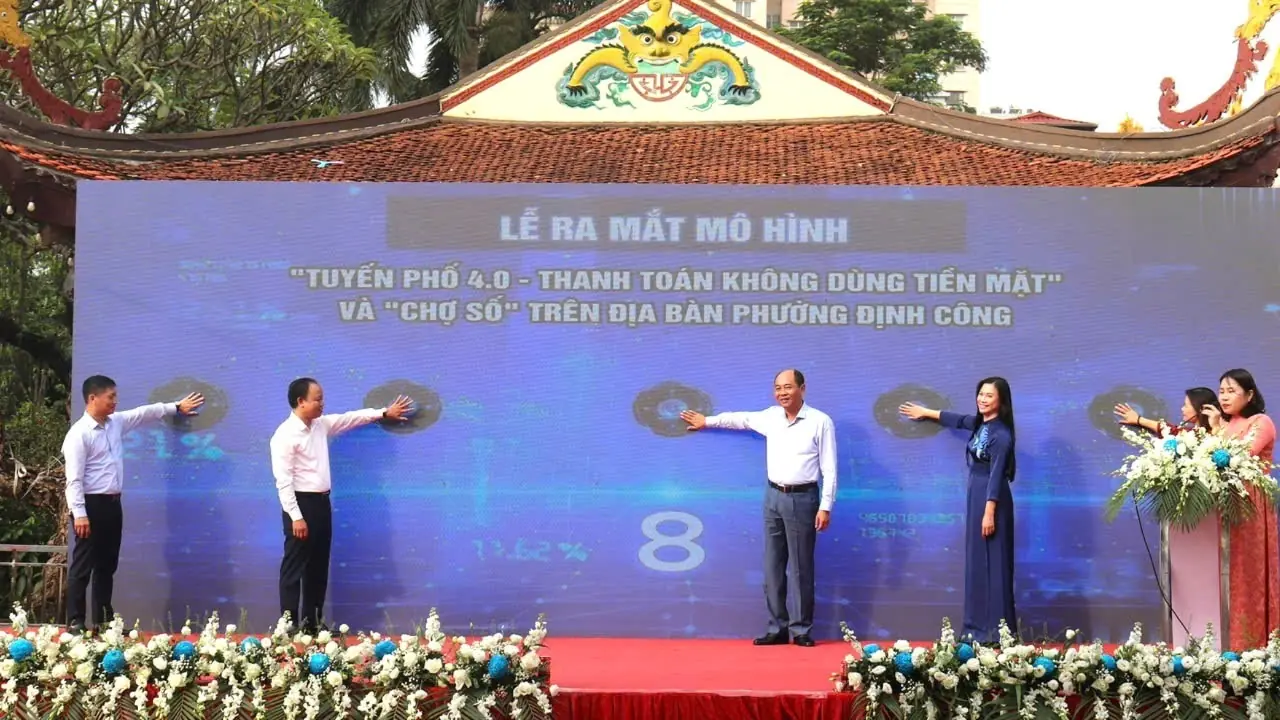 LỄ RA MẮT MÔ HÌNH
"TUYẾN PHỐ 4.0 - THANH TOÁN KHÔNG DÙNG TIỀN MẶT"
VÀ "CHỢ SỐ" TRÊN ĐỊA BÀN PHƯỜNG ĐỊNH CÔNG
8